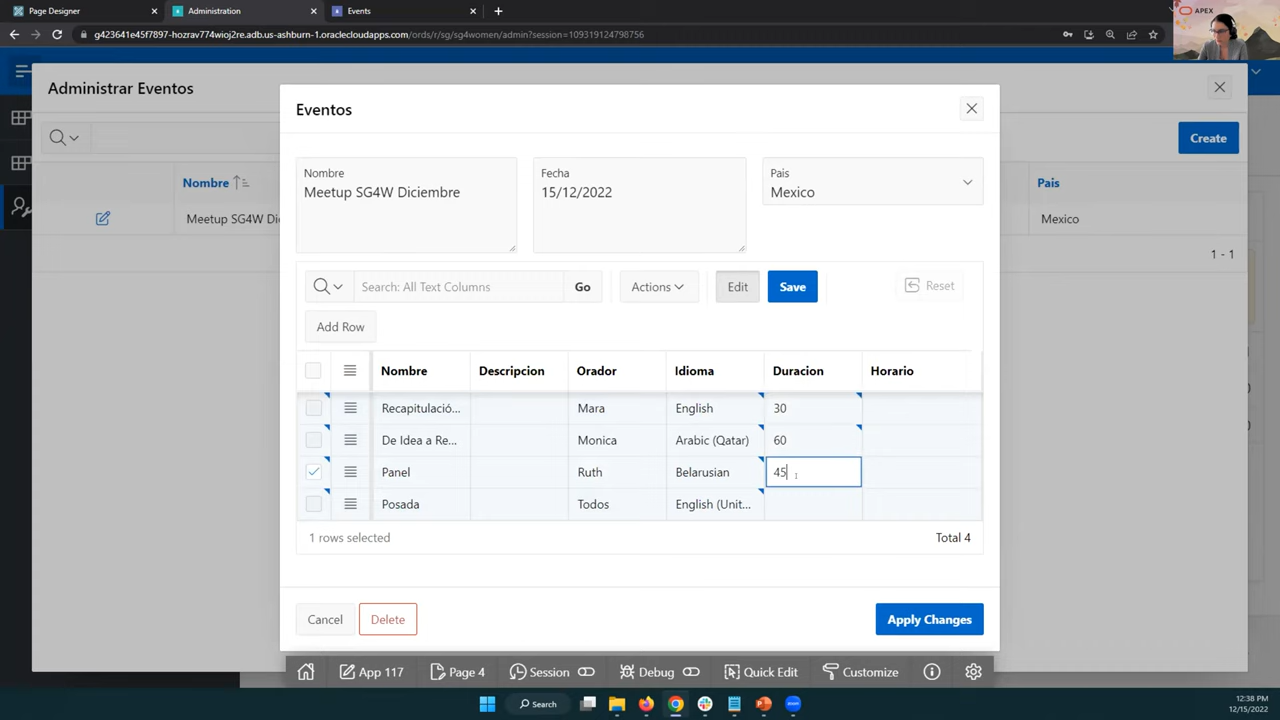 Page Designer
Administration
Events
APEX
g423641e45f7897-hozrav774wioj2re.adb.us-ashburn-1.oraclecloudapps.com/ords/r/sg/sg4women/admin?session=109319124798756
Administrar Eventos
Create
Nombre
Pais
Meetup SG4W Di
Mexico
1 - 1
Eventos
Nombre
Meetup SG4W Diciembre
Fecha
15/12/2022
Pais
Mexico
Search: All Text Columns
Go
Actions
Edit
Save
Reset
Add Row
Nombre Descripcion Orador Idioma Duracion Horario
Recapitulació... Mara English 30
De Idea a Re... Monica Arabic (Qatar) 60
Panel Ruth Belarusian 45
Posada Todos English (Unit...
1 rows selected
Total 4
Cancel
Delete
Apply Changes
App 117
Page 4
Session
Debug
Quick Edit
Customize
Search
12:38 PM
12/15/2022